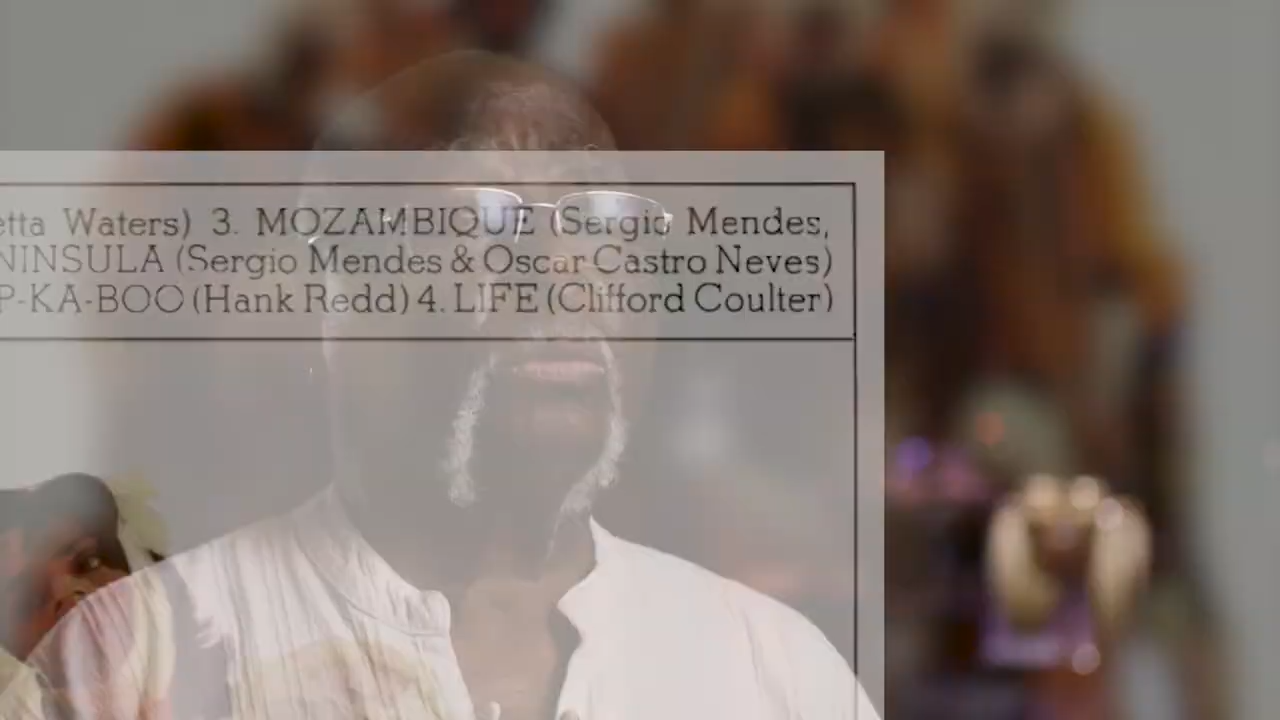 etta Waters) 3. MOZAMBIQUE (Sergio Mendes,
NINSULA (Sergio Mendes & Oscar Castro Neves)
P-KA-BOO (Hank Redd) 4. LIFE (Clifford Coulter)